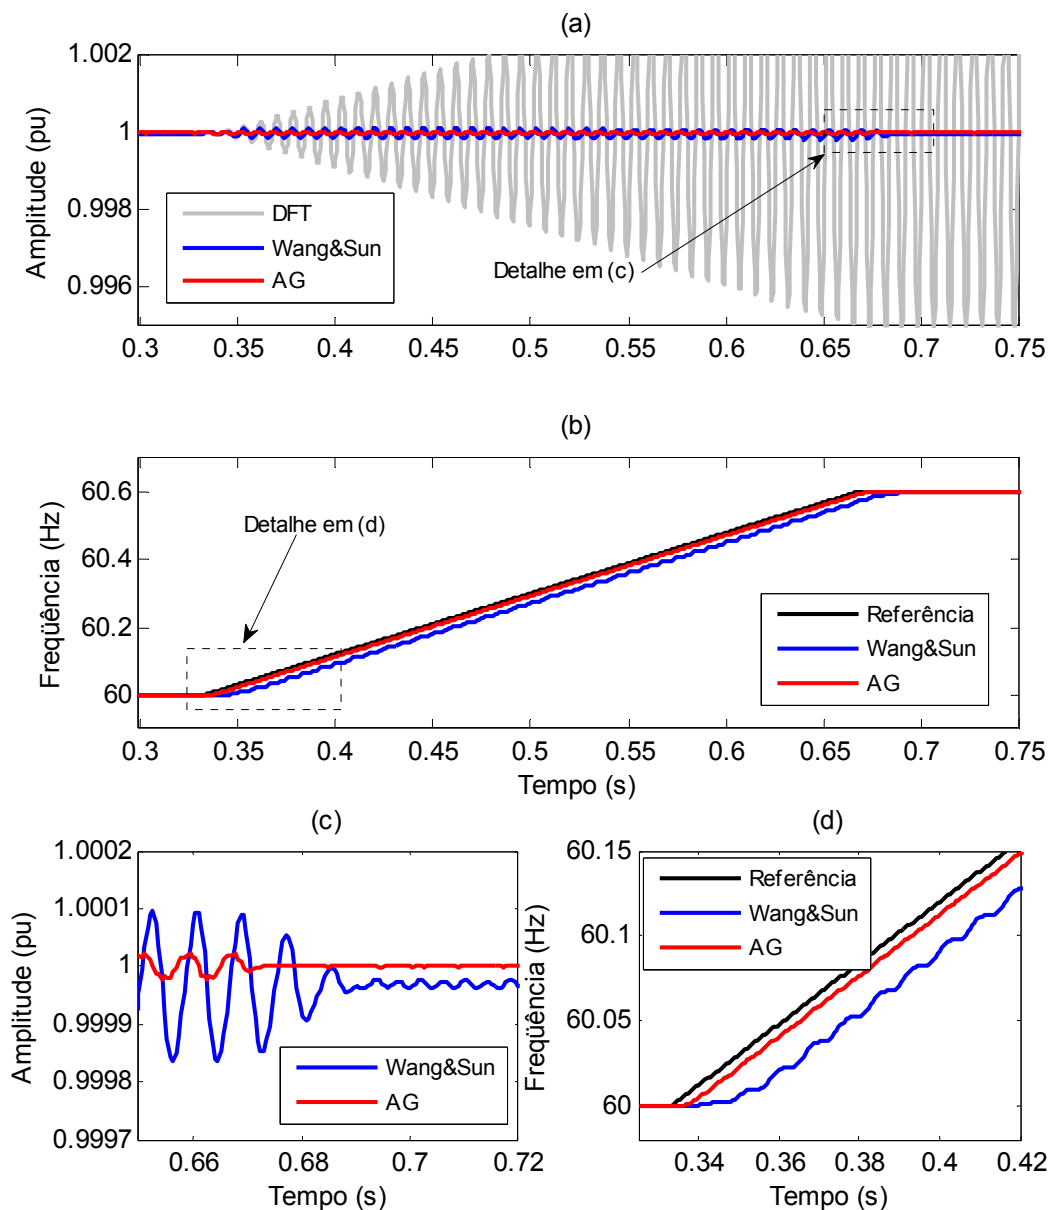 (a)
1.002
1
0.998
0.996
Amplitude (pu)
DFT
Wang&Sun
AG
Detalhe em (c)
0.3 0.35 0.4 0.45 0.5 0.55 0.6 0.65 0.7 0.75
(b)
60.6
60.4
60.2
60
Freqüência (Hz)
Detalhe em (d)
Referência
Wang&Sun
AG
0.3 0.35 0.4 0.45 0.5 0.55 0.6 0.65 0.7 0.75
Tempo (s)
(c)
1.0002
1.0001
1
0.9999
0.9998
0.9997
Amplitude (pu)
Wang&Sun
AG
0.66 0.68 0.7 0.72
Tempo (s)
(d)
60.15
60.1
60.05
60
Freqüência (Hz)
Referência
Wang&Sun
AG
0.34 0.36 0.38 0.4 0.42
Tempo (s)